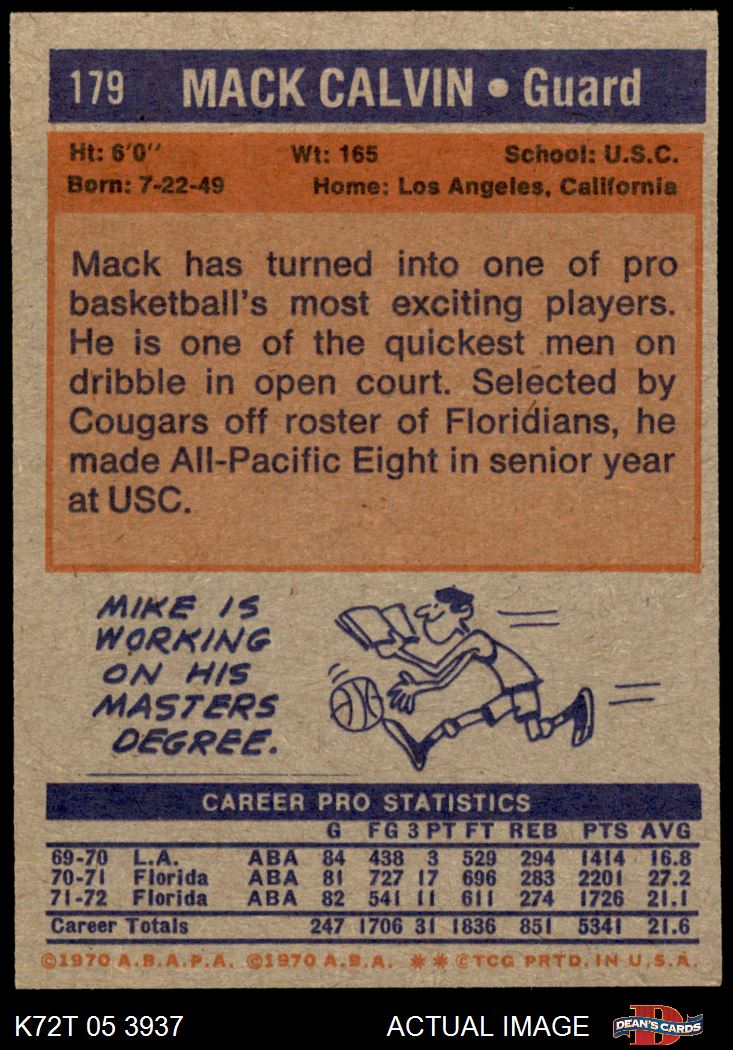 179 MACK CALVIN • Guard
Ht: 6'0" Wt: 165 School: U.S.C.
Born: 7-22-49 Home: Los Angeles, California
Mack has turned into one of pro
basketball's most exciting players.
He is one of the quickest men on
dribble in open court. Selected by
Cougars off roster of Floridians, he
made All-Pacific Eight in senior year
at USC.
MIKE IS
WORKING
ON HIS
MASTERS
DEGREE.
CAREER PRO STATISTICS
G FG 3 PT FT REB PTS AVG
69-70 L.A. ABA 84 438 3 529 294 1414 16.8
70-71 Florida ABA 81 727 17 696 283 2201 27.2
71-72 Florida ABA 82 541 11 611 274 1726 21.1
Career Totals 247 1706 31 1836 851 5341 21.6
©1970 A.B.A.P.A. ©1970 A.B.A. ✱✱©TCG PRTD. IN U.S.A.
K72T 05 3937 ACTUAL IMAGE D DEAN'S CARDS